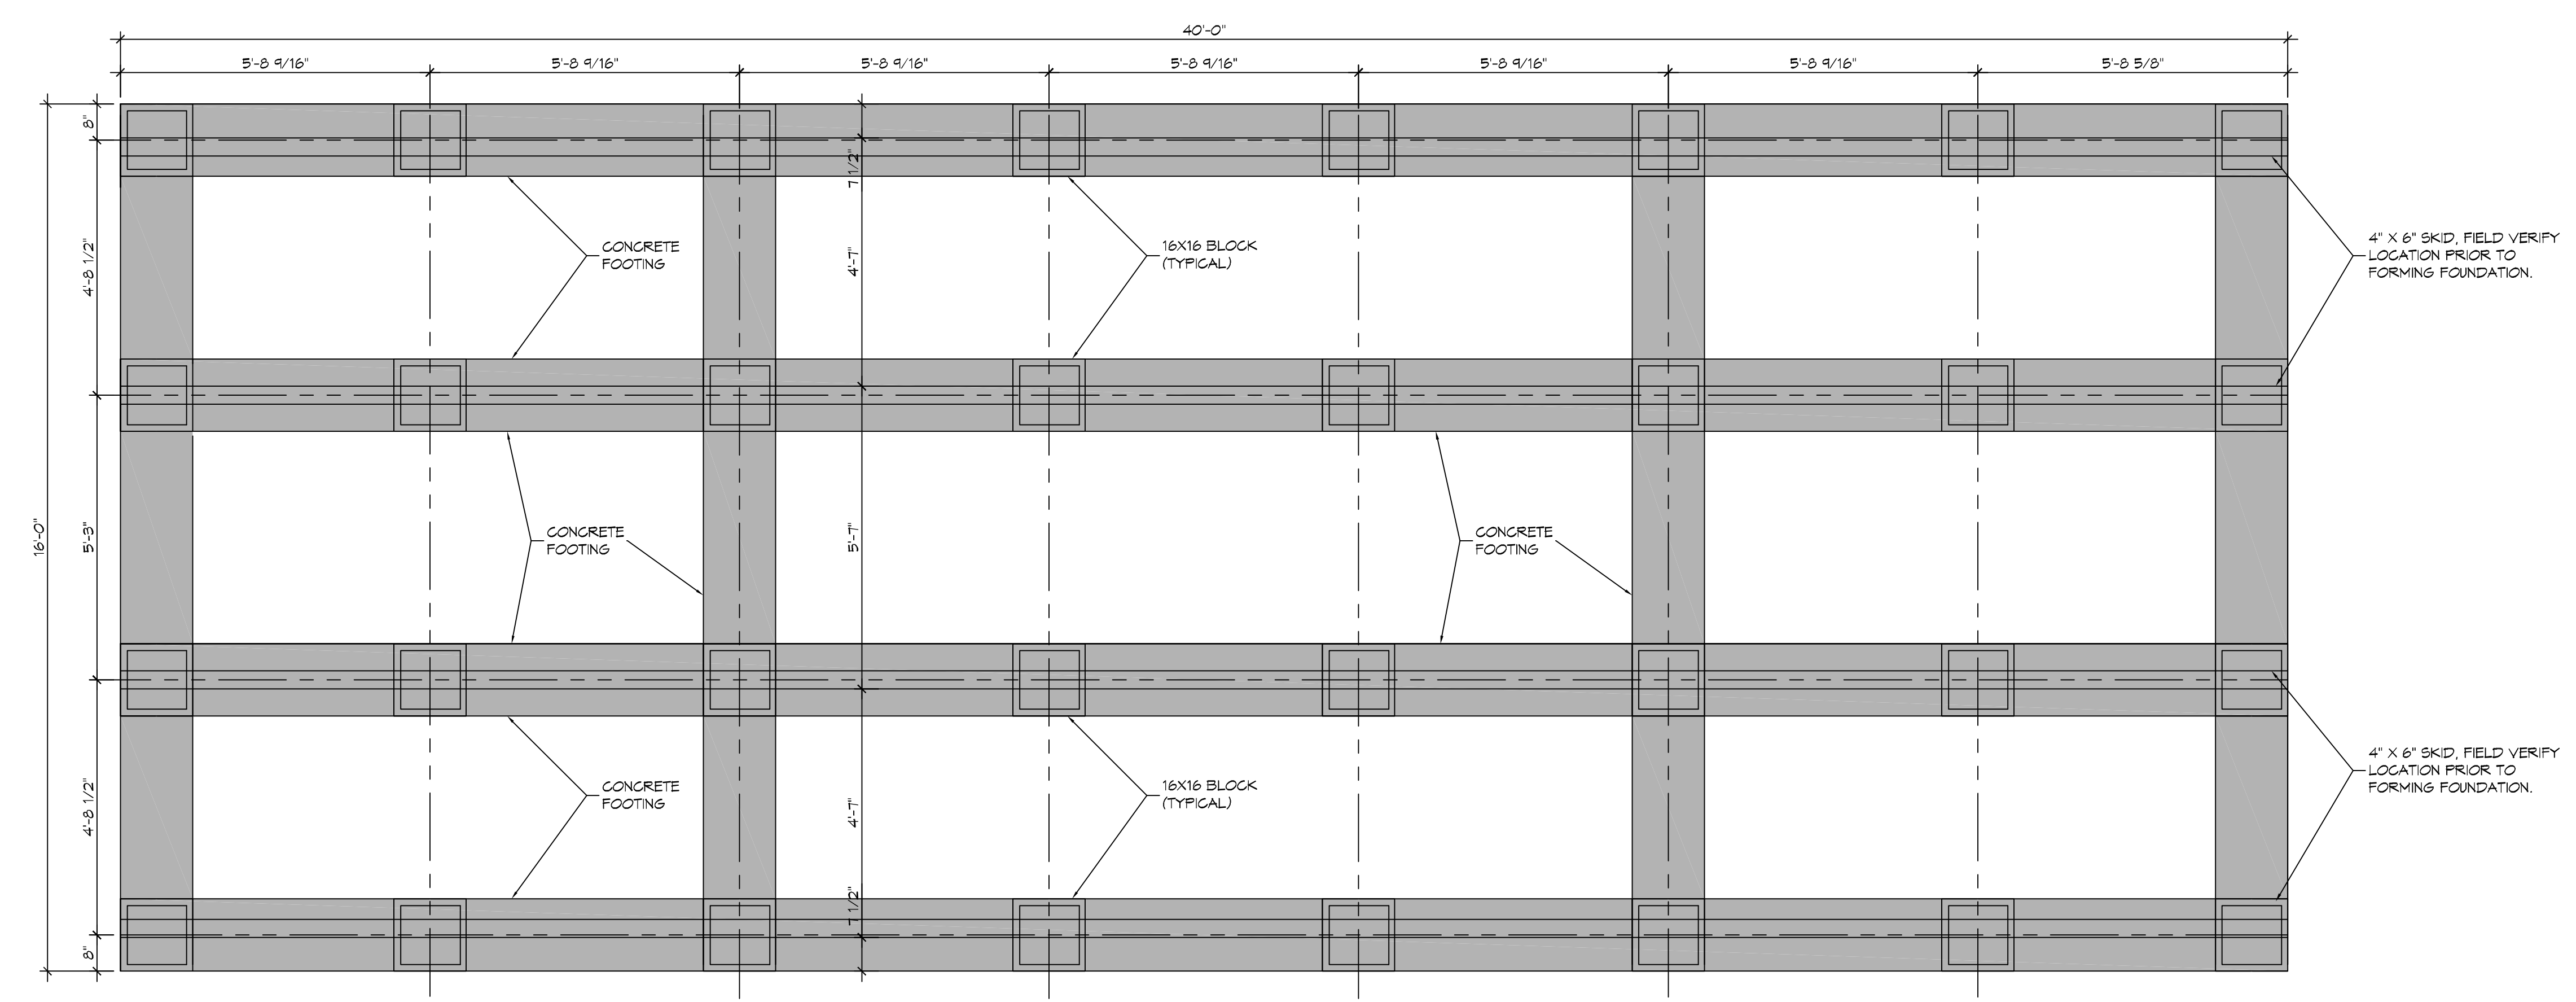 40'-0"
5'-8 9/16"
5'-8 9/16"
5'-8 9/16"
5'-8 9/16"
5'-8 9/16"
5'-8 9/16"
5'-8 5/8"
8"
7 1/2"
4'-8 1/2"
CONCRETE
FOOTING
4'-7"
16X16 BLOCK
(TYPICAL)
4" X 6" SKID, FIELD VERIFY
LOCATION PRIOR TO
FORMING FOUNDATION.
16'-0"
5'-3"
CONCRETE
FOOTING
5'-7"
CONCRETE
FOOTING
4'-8 1/2"
CONCRETE
FOOTING
4'-7"
16X16 BLOCK
(TYPICAL)
4" X 6" SKID, FIELD VERIFY
LOCATION PRIOR TO
FORMING FOUNDATION.
7 1/2"
8"